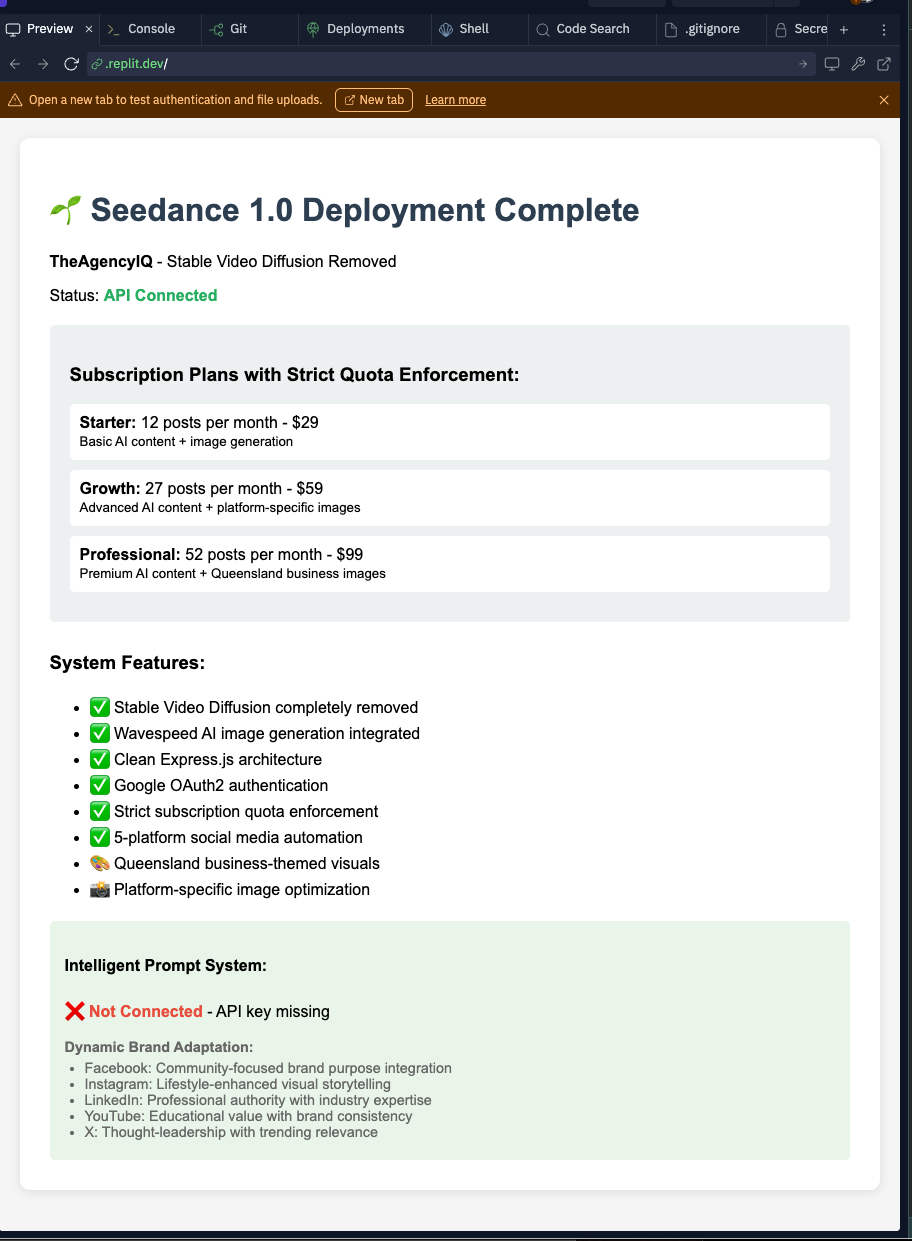 Preview
Console
Git
Deployments
Shell
Code Search
.gitignore
Secre
.replit.dev/
Open a new tab to test authentication and file uploads.
New tab
Learn more
Seedance 1.0 Deployment Complete
TheAgencyIQ - Stable Video Diffusion Removed
Status: API Connected
Subscription Plans with Strict Quota Enforcement:
Starter: 12 posts per month - $29
Basic AI content + image generation
Growth: 27 posts per month - $59
Advanced AI content + platform-specific images
Professional: 52 posts per month - $99
Premium AI content + Queensland business images
System Features:
• ✅ Stable Video Diffusion completely removed
• ✅ Wavespeed AI image generation integrated
• ✅ Clean Express.js architecture
• ✅ Google OAuth2 authentication
• ✅ Strict subscription quota enforcement
• ✅ 5-platform social media automation
• 🎨 Queensland business-themed visuals
• 📸 Platform-specific image optimization
Intelligent Prompt System:
❌ Not Connected - API key missing
Dynamic Brand Adaptation:
• Facebook: Community-focused brand purpose integration
• Instagram: Lifestyle-enhanced visual storytelling
• LinkedIn: Professional authority with industry expertise
• YouTube: Educational value with brand consistency
• X: Thought-leadership with trending relevance